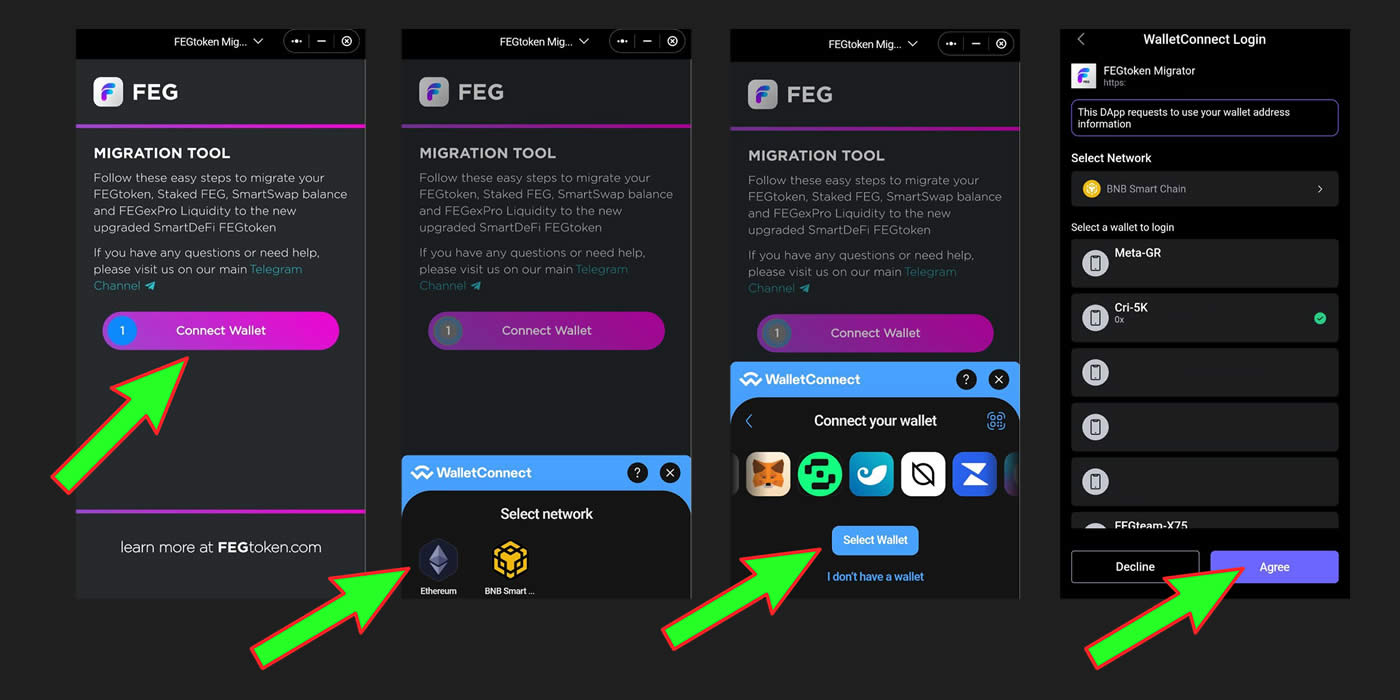 FEGtoken Mig...
FEG
MIGRATION TOOL
Follow these easy steps to migrate your
FEGtoken, Staked FEG, SmartSwap balance
and FEGexPro Liquidity to the new
upgraded SmartDeFi FEGtoken
If you have any questions or need help,
please visit us on our main Telegram
Channel
1
Connect Wallet
learn more at FEGtoken.com
FEGtoken Mig...
FEG
MIGRATION TOOL
Follow these easy steps to migrate your
FEGtoken, Staked FEG, SmartSwap balance
and FEGexPro Liquidity to the new
upgraded SmartDeFi FEGtoken
If you have any questions or need help,
please visit us on our main Telegram
Channel
1
Connect Wallet
WalletConnect
?
Select network
Ethereum
BNB Smart ...
FEGtoken Mig...
FEG
MIGRATION TOOL
Follow these easy steps to migrate your
FEGtoken, Staked FEG, SmartSwap balance
and FEGexPro Liquidity to the new
upgraded SmartDeFi FEGtoken
If you have any questions or need help,
please visit us on our main Telegram
Channel
1
Connect Wallet
WalletConnect
?
Connect your wallet
Select Wallet
I don't have a wallet
WalletConnect Login
FEGtoken Migrator
https:
This DApp requests to use your wallet address
information
Select Network
BNB Smart Chain
Select a wallet to login
Meta-GR
Cri-5K
0x
FEGteam-X75
Decline
Agree